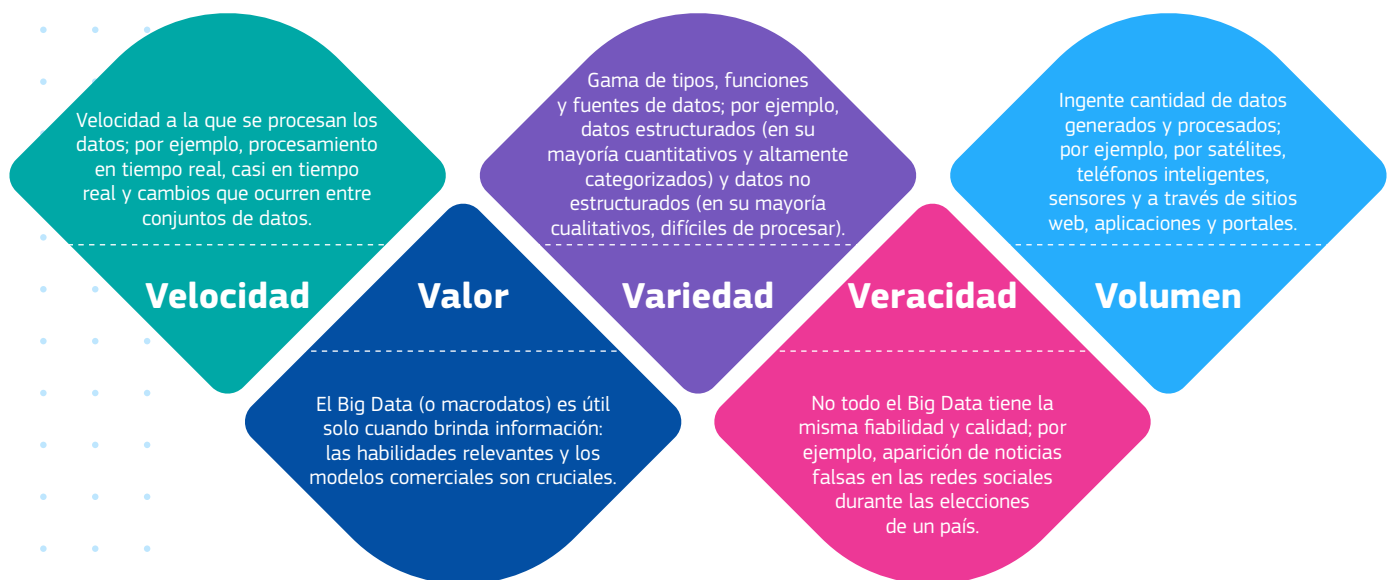 Velocidad a la que se procesan los
datos; por ejemplo, procesamiento
en tiempo real, casi en tiempo
real y cambios que ocurren entre
conjuntos de datos.
Velocidad
Valor
El Big Data (o macrodatos) es útil
solo cuando brinda información:
las habilidades relevantes y los
modelos comerciales son cruciales.
Gama de tipos, funciones
y fuentes de datos; por ejemplo,
datos estructurados (en su
mayoría cuantitativos y altamente
categorizados) y datos no
estructurados (en su mayoría
cualitativos, difíciles de procesar).
Variedad
Veracidad
No todo el Big Data tiene la
misma fiabilidad y calidad; por
ejemplo, aparición de noticias
falsas en las redes sociales
durante las elecciones
de un país.
Ingente cantidad de datos
generados y procesados;
por ejemplo, por satélites,
teléfonos inteligentes,
sensores y a través de sitios
web, aplicaciones y portales.
Volumen